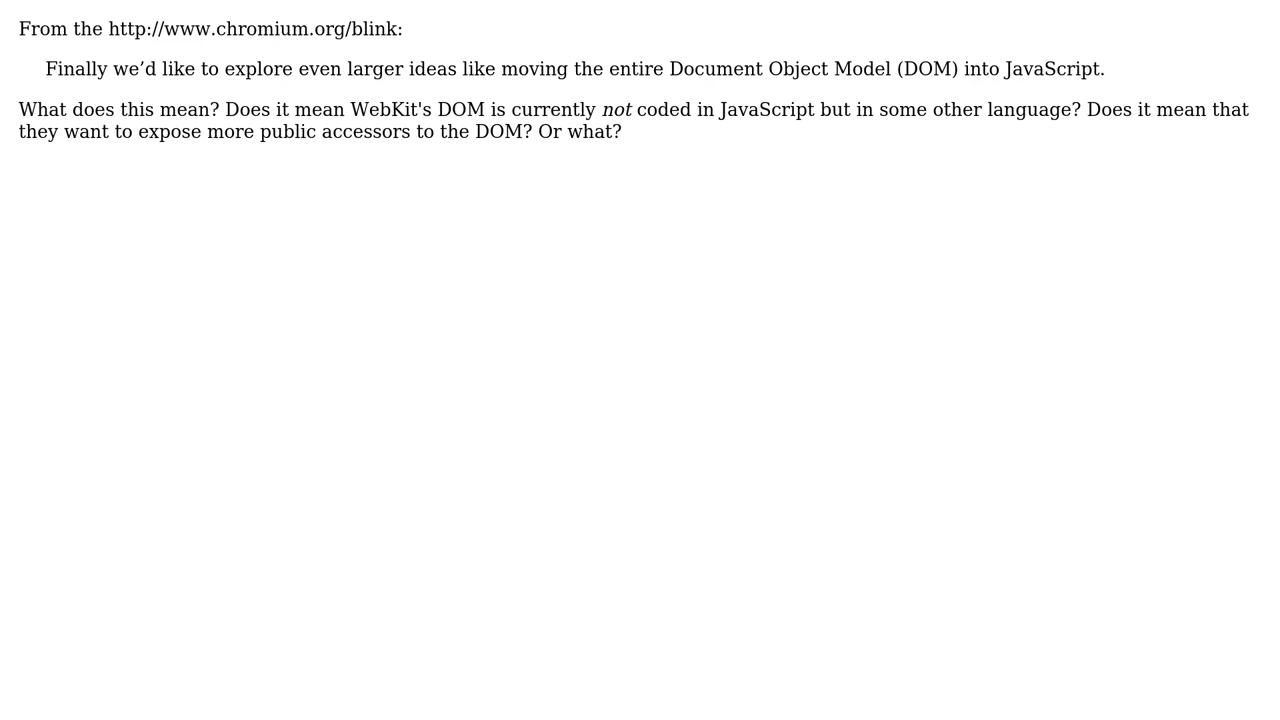 From the http://www.chromium.org/blink:
Finally we’d like to explore even larger ideas like moving the entire Document Object Model (DOM) into JavaScript.
What does this mean? Does it mean WebKit's DOM is currently not coded in JavaScript but in some other language? Does it mean that
they want to expose more public accessors to the DOM? Or what?